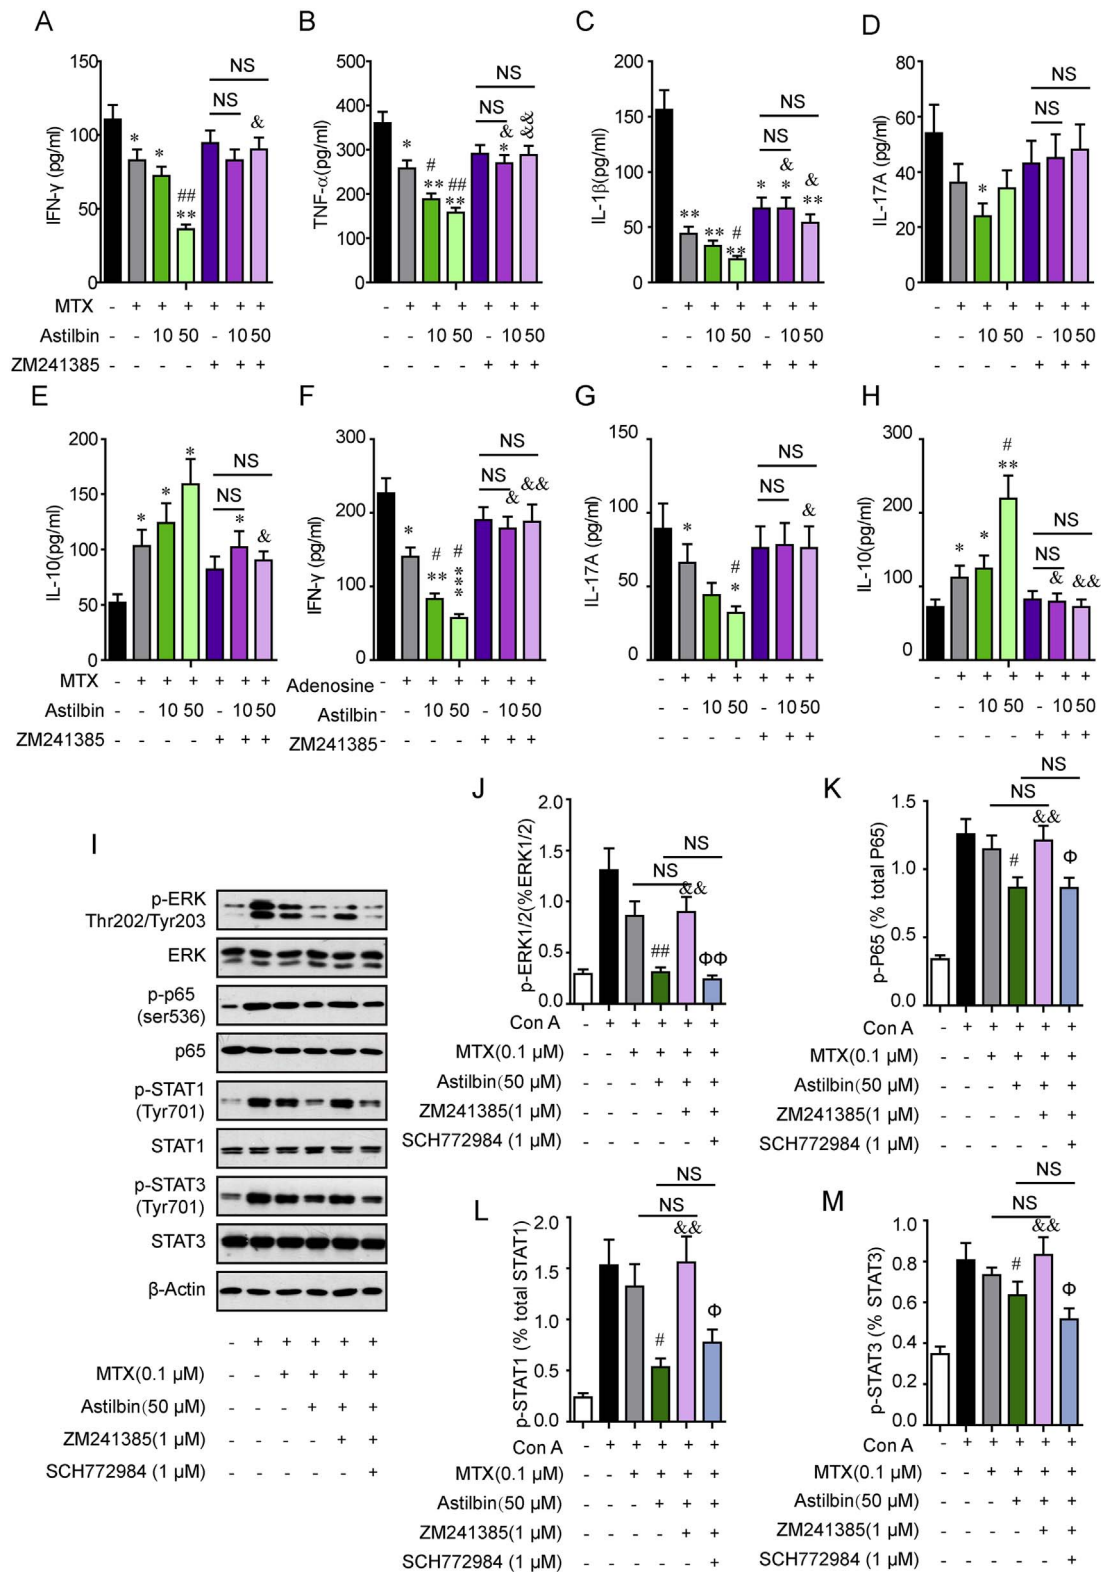 A
B
C
D
IFN-γ (pg/ml)
150
100
50
0
*
*
##
**
NS
NS
&
TNF-α(pg/ml)
500
400
300
200
100
0
*
#
**
##
**
NS
NS
&
*
&&
IL-1β(pg/ml)
200
150
100
50
0
**
**
#
**
NS
NS
*
&
*
&
**
IL-17A (pg/ml)
80
60
40
20
0
*
NS
NS
MTX - + + + + + + - + + + + + + - + + + + + + - + + + + + +
Astilbin - - 10 50 - 10 50 - - 10 50 - 10 50 - - 10 50 - 10 50 - - 10 50 - 10 50
ZM241385 - - - - + + + - - - - + + + - - - - + + + - - - - + + +
E
F
G
H
IL-10(pg/ml)
200
150
100
50
0
*
*
*
NS
NS
*
&
IFN-γ (pg/ml)
300
200
100
0
*
#
**
#
****
NS
NS
&
&&
IL-17A (pg/ml)
150
100
50
0
*
#
*
NS
NS
&
IL-10(pg/ml)
300
200
100
0
*
*
#
**
NS
NS
&
&&
MTX - + + + + + + Adenosine - + + + + + + - + + + + + + - + + + + + +
Astilbin - - 10 50 - 10 50 Astilbin - - 10 50 - 10 50 - - 10 50 - 10 50 - - 10 50 - 10 50
ZM241385 - - - - + + + ZM241385 - - - - + + + - - - - + + + - - - - + + +
I
p-ERK
Thr202/Tyr203
ERK
p-p65
(ser536)
p65
p-STAT1
(Tyr701)
STAT1
p-STAT3
(Tyr701)
STAT3
β-Actin
- + + + + +
MTX(0.1 μM) - - + + + +
Astilbin(50 μM) - - - + + +
ZM241385(1 μM) - - - - + +
SCH772984 (1 μM) - - - - - +
J
p-ERK1/2(%ERK1/2)
2.0
1.5
1.0
0.5
0.0
NS
NS
##
&&
ΦΦ
Con A - + + + + +
MTX(0.1 μM) - - + + + +
Astilbin(50 μM) - - - + + +
ZM241385(1 μM) - - - - + +
SCH772984 (1 μM) - - - - - +
K
p-P65 (% total P65)
1.5
1.0
0.5
0.0
NS
NS
#
&&
Φ
Con A - + + + + +
MTX(0.1 μM) - - + + + +
Astilbin(50 μM) - - - + + +
ZM241385(1 μM) - - - - + +
SCH772984 (1 μM) - - - - - +
L
p-STAT1 (% total STAT1)
2.0
1.5
1.0
0.5
0.0
NS
NS
#
&&
Φ
Con A - + + + + +
MTX(0.1 μM) - - + + + +
Astilbin(50 μM) - - - + + +
ZM241385(1 μM) - - - - + +
SCH772984 (1 μM) - - - - - +
M
p-STAT3 (% STAT3)
1.0
0.8
0.6
0.4
0.0
NS
NS
#
&&
Φ
Con A - + + + + +
MTX(0.1 μM) - - + + + +
Astilbin(50 μM) - - - + + +
ZM241385(1 μM) - - - - + +
SCH772984 (1 μM) - - - - - +